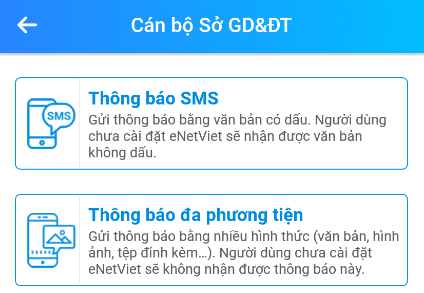 Cán bộ Sở GD&ĐT
SMS
Thông báo SMS
Gửi thông báo bằng văn bản có dấu. Người dùng
chưa cài đặt eNetViet sẽ nhận được văn bản
không dấu.
Thông báo đa phương tiện
Gửi thông báo bằng nhiều hình thức (văn bản, hình
ảnh, tệp đính kèm...). Người dùng chưa cài đặt
eNetViet sẽ không nhận được thông báo này.